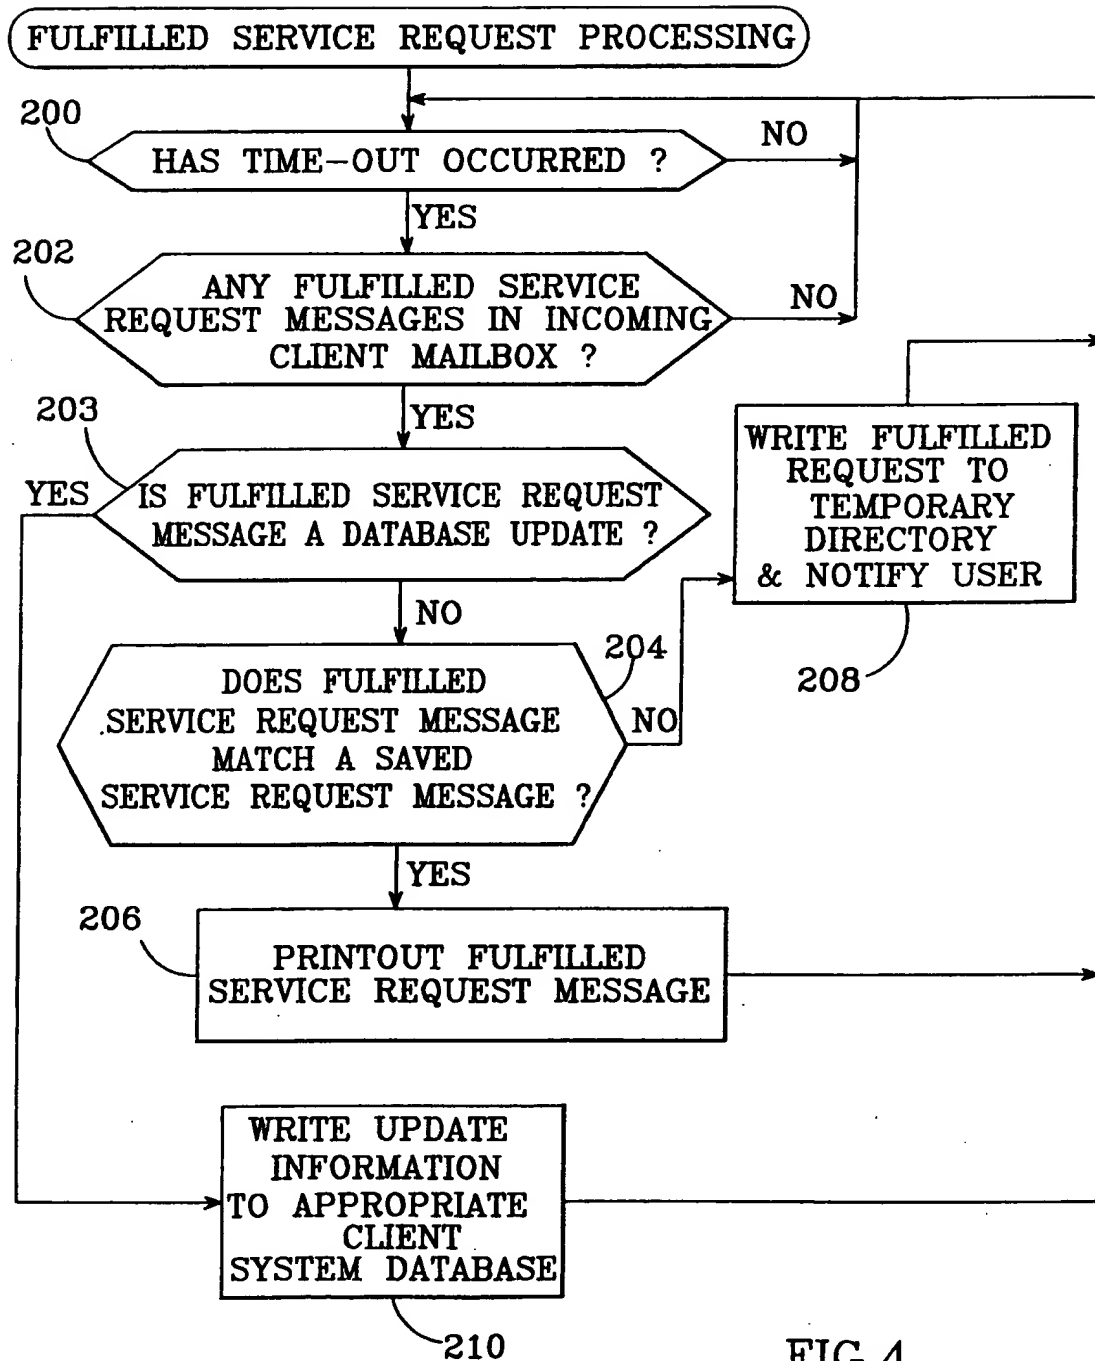 FULFILLED SERVICE REQUEST PROCESSING
200
HAS TIME-OUT OCCURRED ?
NO
YES
202
ANY FULFILLED SERVICE
REQUEST MESSAGES IN INCOMING
CLIENT MAILBOX ?
NO
YES
203
YES
IS FULFILLED SERVICE REQUEST
MESSAGE A DATABASE UPDATE ?
NO
WRITE FULFILLED
REQUEST TO
TEMPORARY
DIRECTORY
& NOTIFY USER
208
204
DOES FULFILLED
SERVICE REQUEST MESSAGE
MATCH A SAVED
SERVICE REQUEST MESSAGE ?
NO
YES
206
PRINTOUT FULFILLED
SERVICE REQUEST MESSAGE
WRITE UPDATE
INFORMATION
TO APPROPRIATE
CLIENT
SYSTEM DATABASE
210
FIG.4